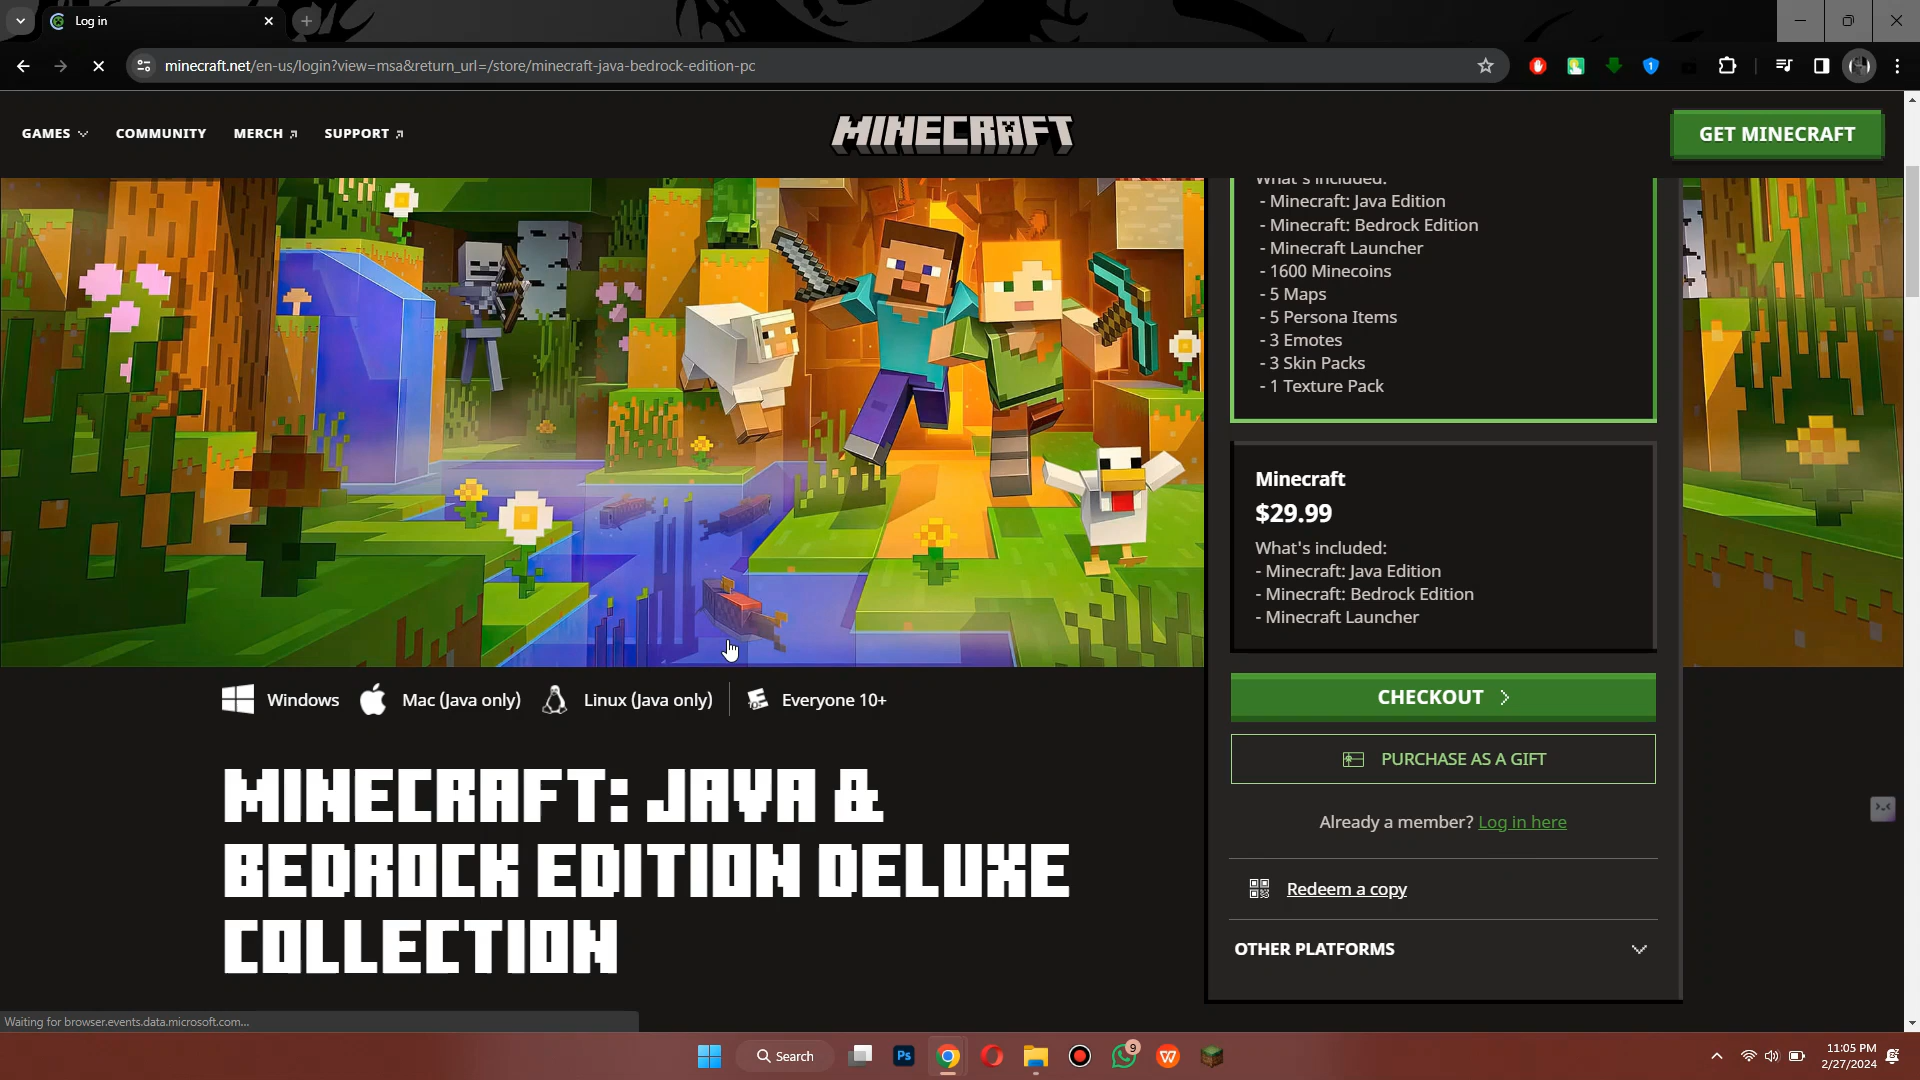 Log in
minecraft.net/en-us/login?view=msa&return_url=/store/minecraft-java-bedrock-edition-pc
1
GAMES COMMUNITY MERCH SUPPORT
MINECRAFT
GET MINECRAFT
What's included:
- Minecraft: Java Edition
- Minecraft: Bedrock Edition
- Minecraft Launcher
- 1600 Minecoins
- 5 Maps
- 5 Persona Items
- 3 Emotes
- 3 Skin Packs
- 1 Texture Pack
Minecraft
$29.99
What's included:
- Minecraft: Java Edition
- Minecraft: Bedrock Edition
- Minecraft Launcher
CHECKOUT
PURCHASE AS A GIFT
Already a member? Log in here
Redeem a copy
OTHER PLATFORMS
Windows Mac (Java only) Linux (Java only) Everyone 10+
MINECRAFT: JAVA &
BEDROCK EDITION DELUXE
COLLECTION
Waiting for browser.events.data.microsoft.com...
Search
Ps
9
W
11:05 PM
2/27/2024